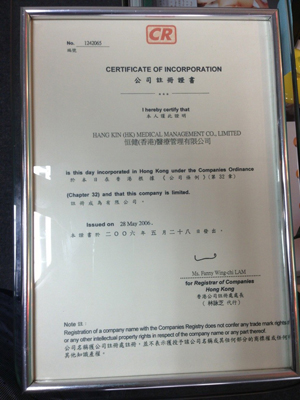 CR
No. 1343065
編號
CERTIFICATE OF INCORPORATION
公司註冊證書
I hereby certify that
本人謹此證明
HANG KIN (HK) MEDICAL MANAGEMENT CO., LIMITED
恒健(香港)醫療管理有限公司
is this day incorporated in Hong Kong under the Companies Ordinance
於本日在香港依據《公司條例》(第32章)
(Chapter 32) and that this company is limited.
註冊成為有限公司。
Issued on 28 May 2006.
本證書於二〇〇六年五月二十八日發出。
Ms. Fanny Wing-chi LAM
for Registrar of Companies
Hong Kong
香港公司註冊處處長
(林詠芝 代行)
Note 註:
Registration of a company name with the Companies Registry does not confer any trade mark rights
or any other intellectual property rights in respect of the company name or any part thereof.
公司名稱獲公司註冊處註冊,並不表示獲授予該公司名稱或其任何部分的商標權或
其他知識產權。